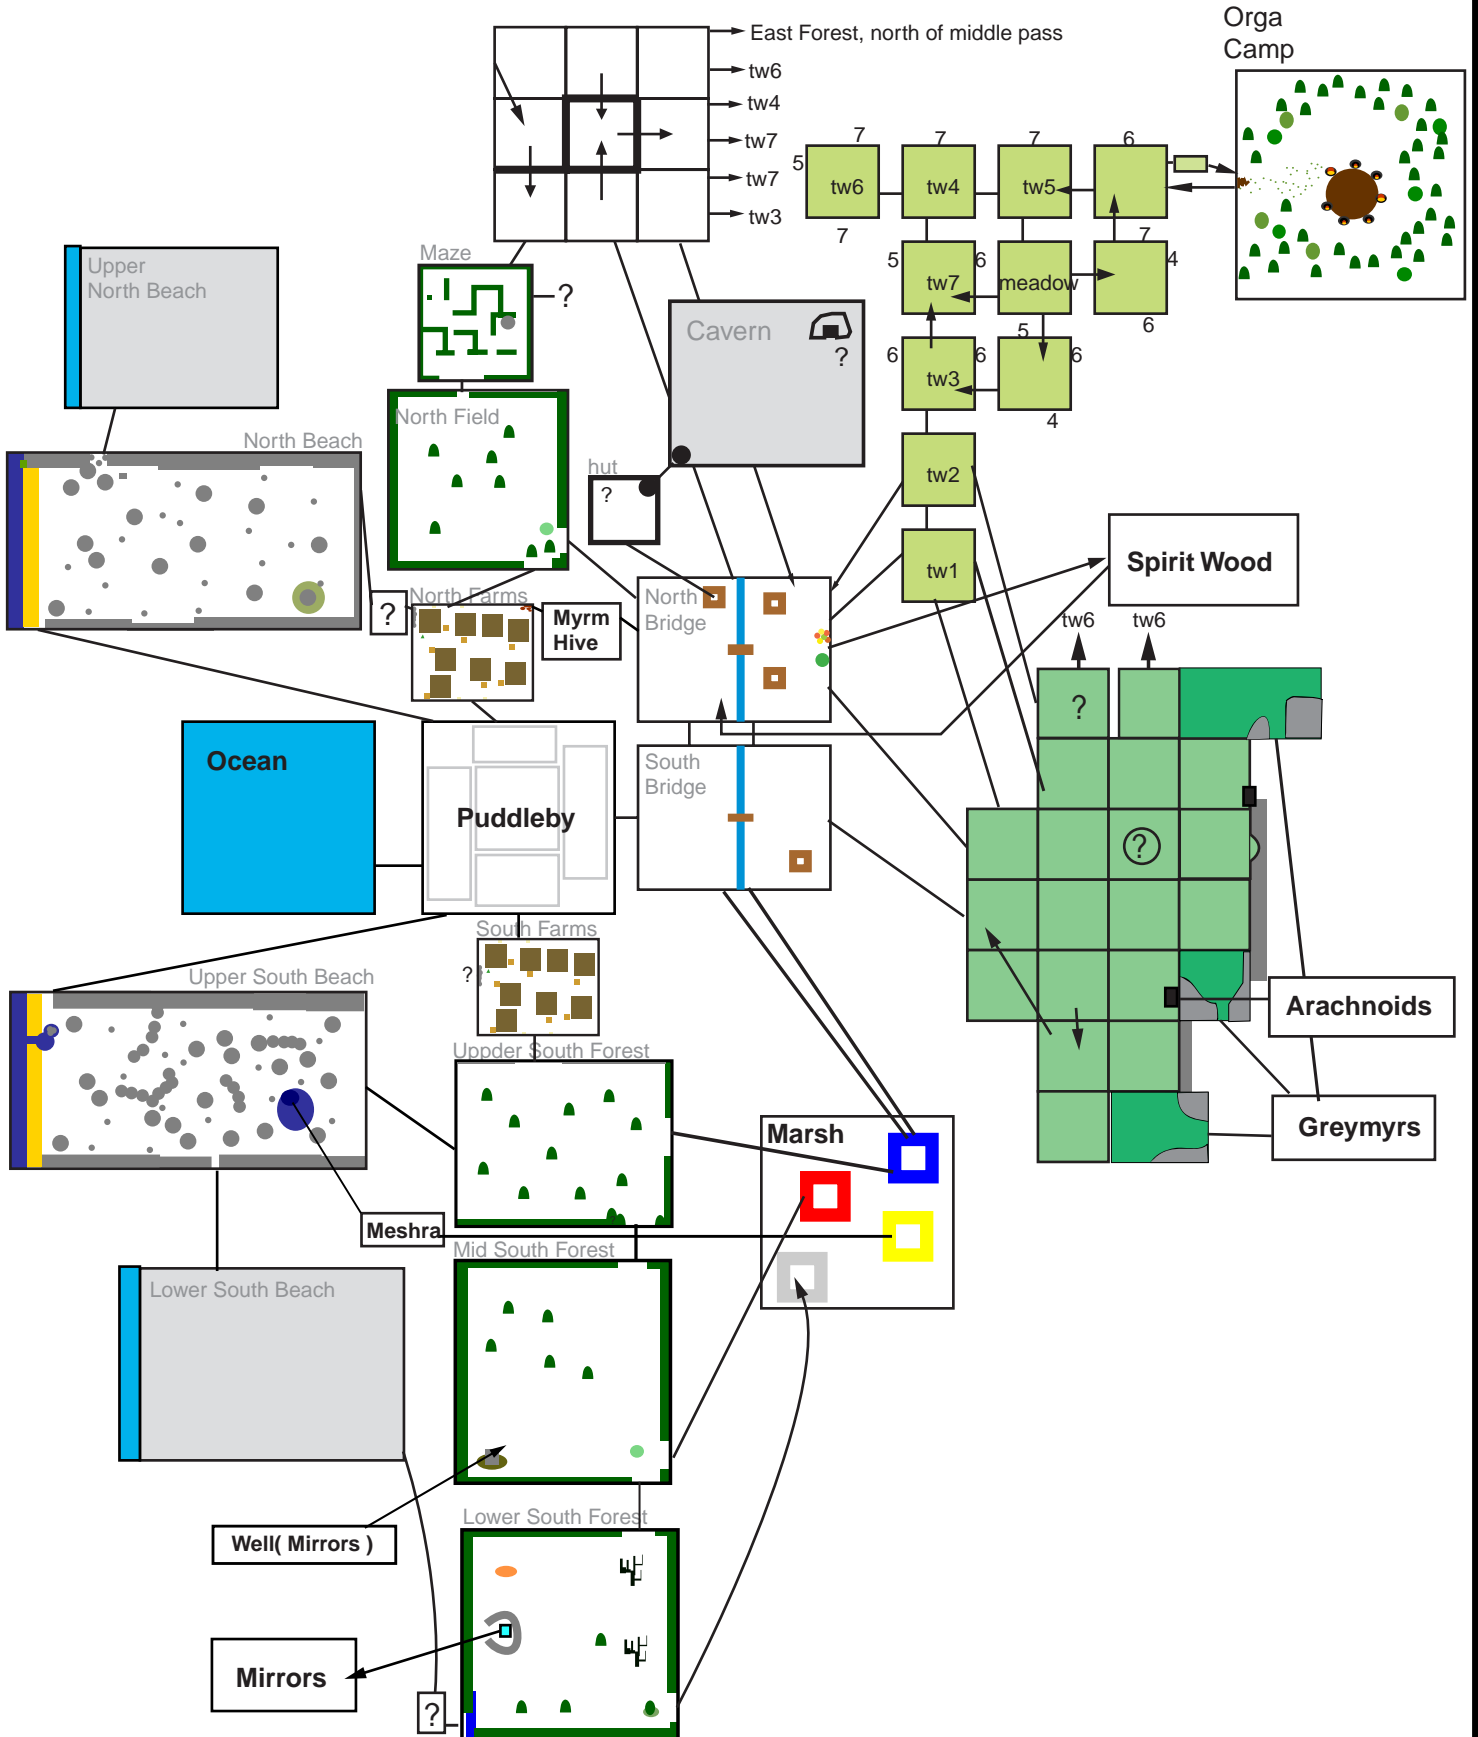 Orga
Camp
East Forest, north of middle pass
tw6
tw4
tw7
tw7
tw3
7
7
7
6
5
tw6
tw4
tw5
7
7
5
6
4
tw7
meadow
6
5
6
6
6
tw3
4
tw2
tw1
Maze
?
Upper
North Beach
Cavern
?
North Field
North Beach
hut
?
Spirit Wood
North Farms
?
Myrm
Hive
North
Bridge
tw6
tw6
?
Ocean
South
Bridge
Puddleby
?
South Farms
?
Upper South Beach
Arachnoids
Uppder South Forest
Greymyrs
Marsh
Meshra
Mid South Forest
Lower South Beach
Lower South Forest
Well( Mirrors )
Mirrors
?